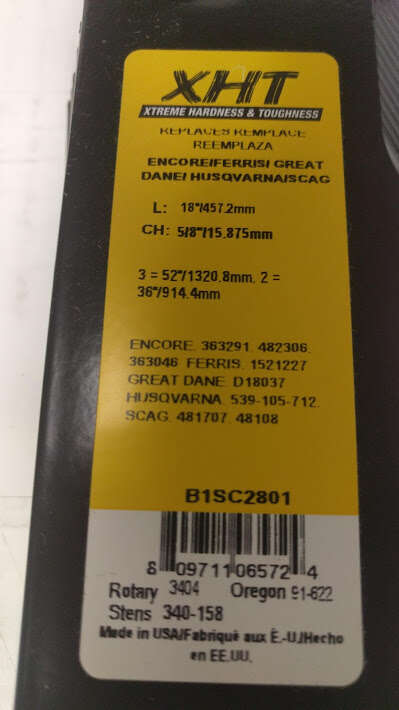 XHT
XTREME HARDNESS & TOUGHNESS
REPLACES REMPLACE
REEMPLAZA
ENCORE/FERRIS/ GREAT
DANE/ HUSQVARNA/SCAG
L: 18"/457.2mm
CH: 5/8"/15.875mm
3 = 52"/1320.8mm, 2 =
36"/914.4mm
ENCORE. 363291, 482306,
363046. FERRIS. 1521227
GREAT DANE. D18037
HUSQVARNA. 539-105-712.
SCAG. 481707, 48108
B1SC2801
8 09711 06572 4
Rotary 3404 Oregon 91-622
Stens 340-158
Made in USA/Fabriqué aux É.-U./Hecho
en EE.UU.